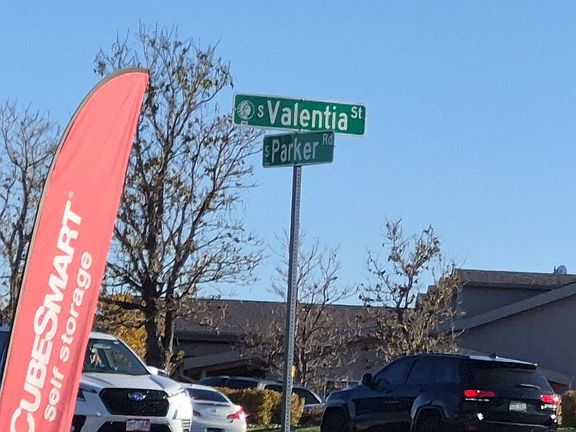 S Valentia St
S Parker Rd
CUBESMART®
self storage